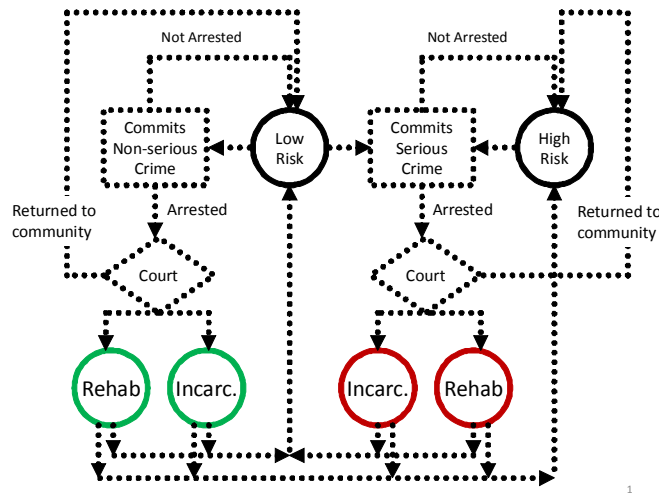 Not Arrested
Not Arrested
Commits
Non-serious
Crime
Low
Risk
Commits
Serious
Crime
High
Risk
Returned to
community
Arrested
Arrested
Returned to
community
Court
Court
Rehab
Incarc.
Incarc.
Rehab
1